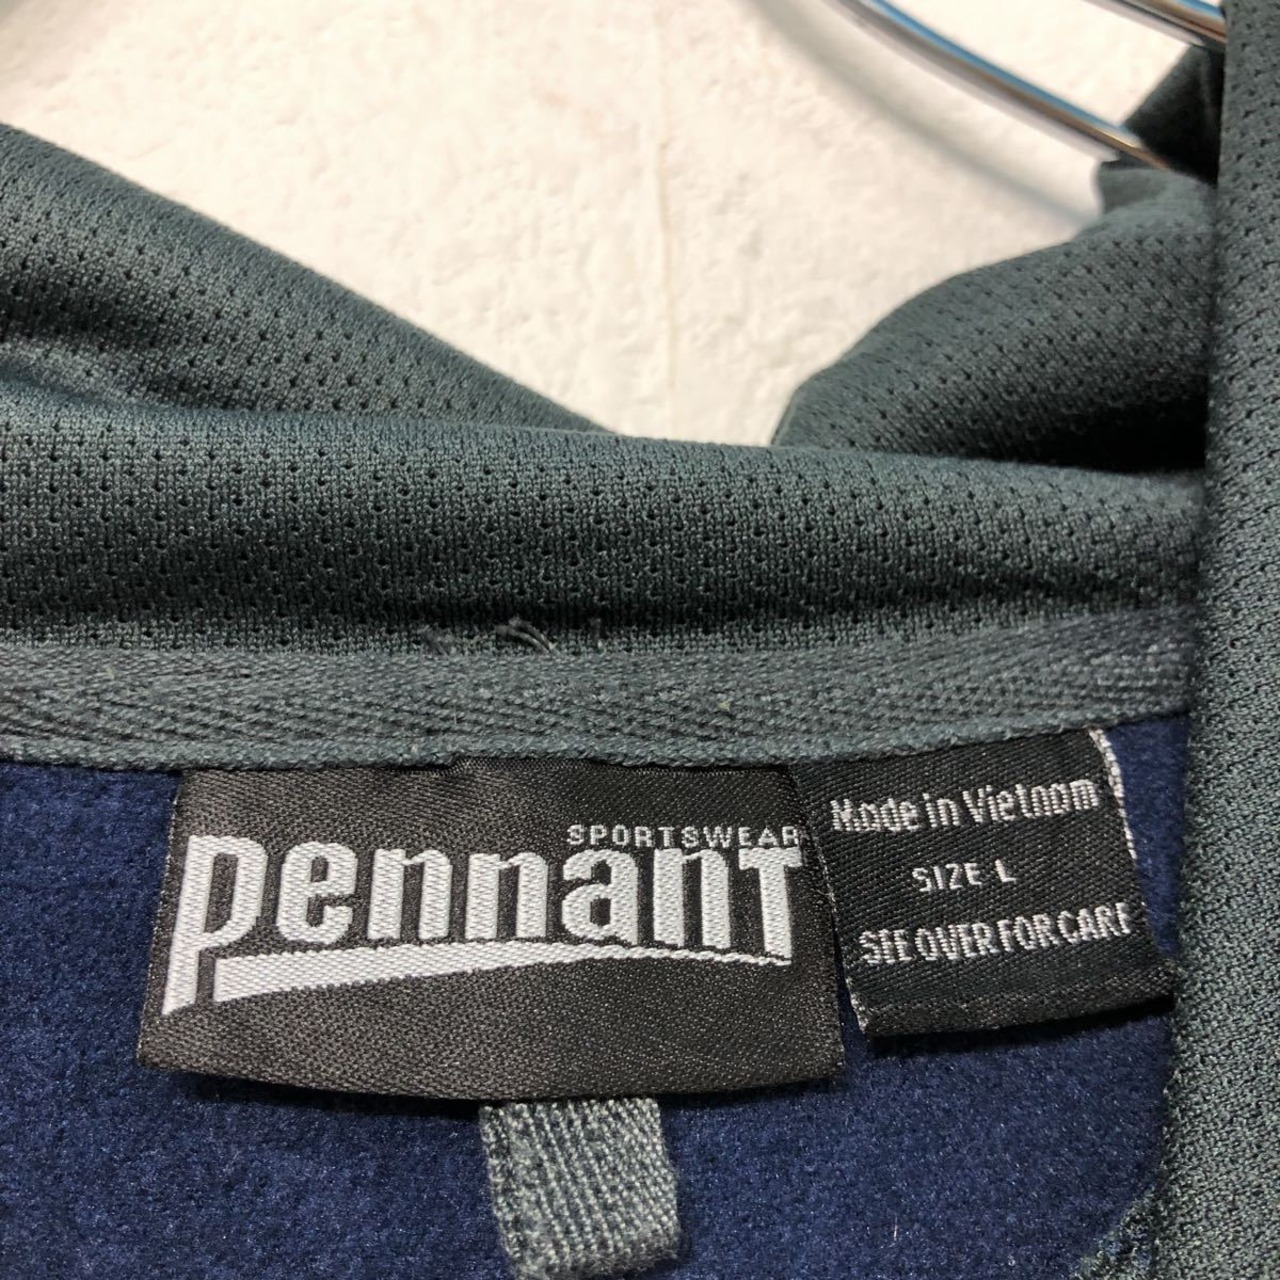 SPORTSWEAR
pennant
Made in Vietnam
SIZE L
SEE OVER FOR CARE